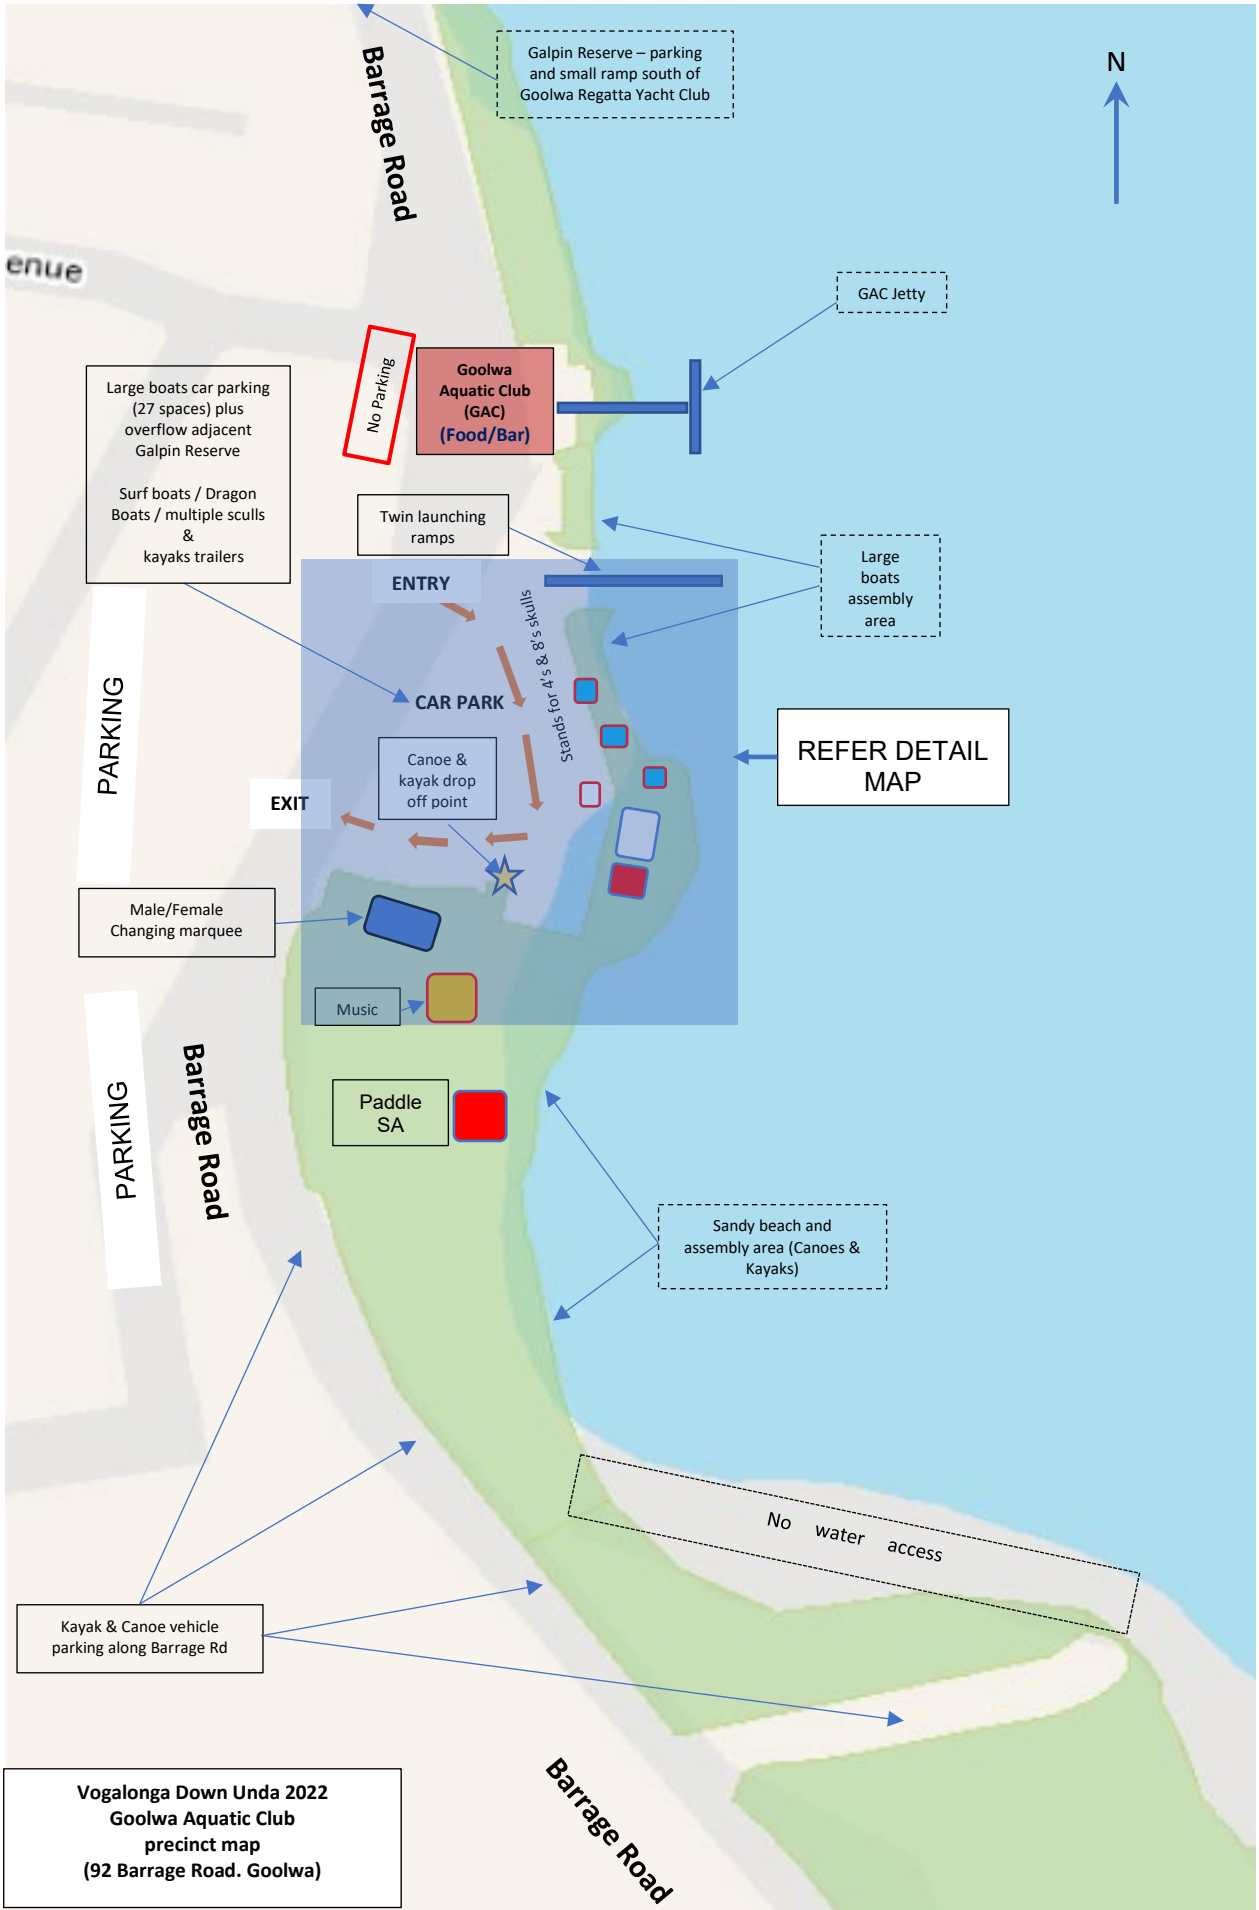 Galpin Reserve – parking
and small ramp south of
Goolwa Regatta Yacht Club
N
Barrage Road
enue
GAC Jetty
No Parking
Goolwa
Aquatic Club
(GAC)
(Food/Bar)
Large boats car parking
(27 spaces) plus
overflow adjacent
Galpin Reserve
Surf boats / Dragon
Boats / multiple sculls
&
kayaks trailers
Twin launching
ramps
Large
boats
assembly
area
ENTRY
Stands for 4's & 8's skulls
CAR PARK
PARKING
REFER DETAIL
MAP
Canoe &
kayak drop
off point
EXIT
Male/Female
Changing marquee
Music
PARKING
Barrage Road
Paddle
SA
Sandy beach and
assembly area (Canoes &
Kayaks)
No water access
Kayak & Canoe vehicle
parking along Barrage Rd
Barrage Road
Vogalonga Down Unda 2022
Goolwa Aquatic Club
precinct map
(92 Barrage Road. Goolwa)